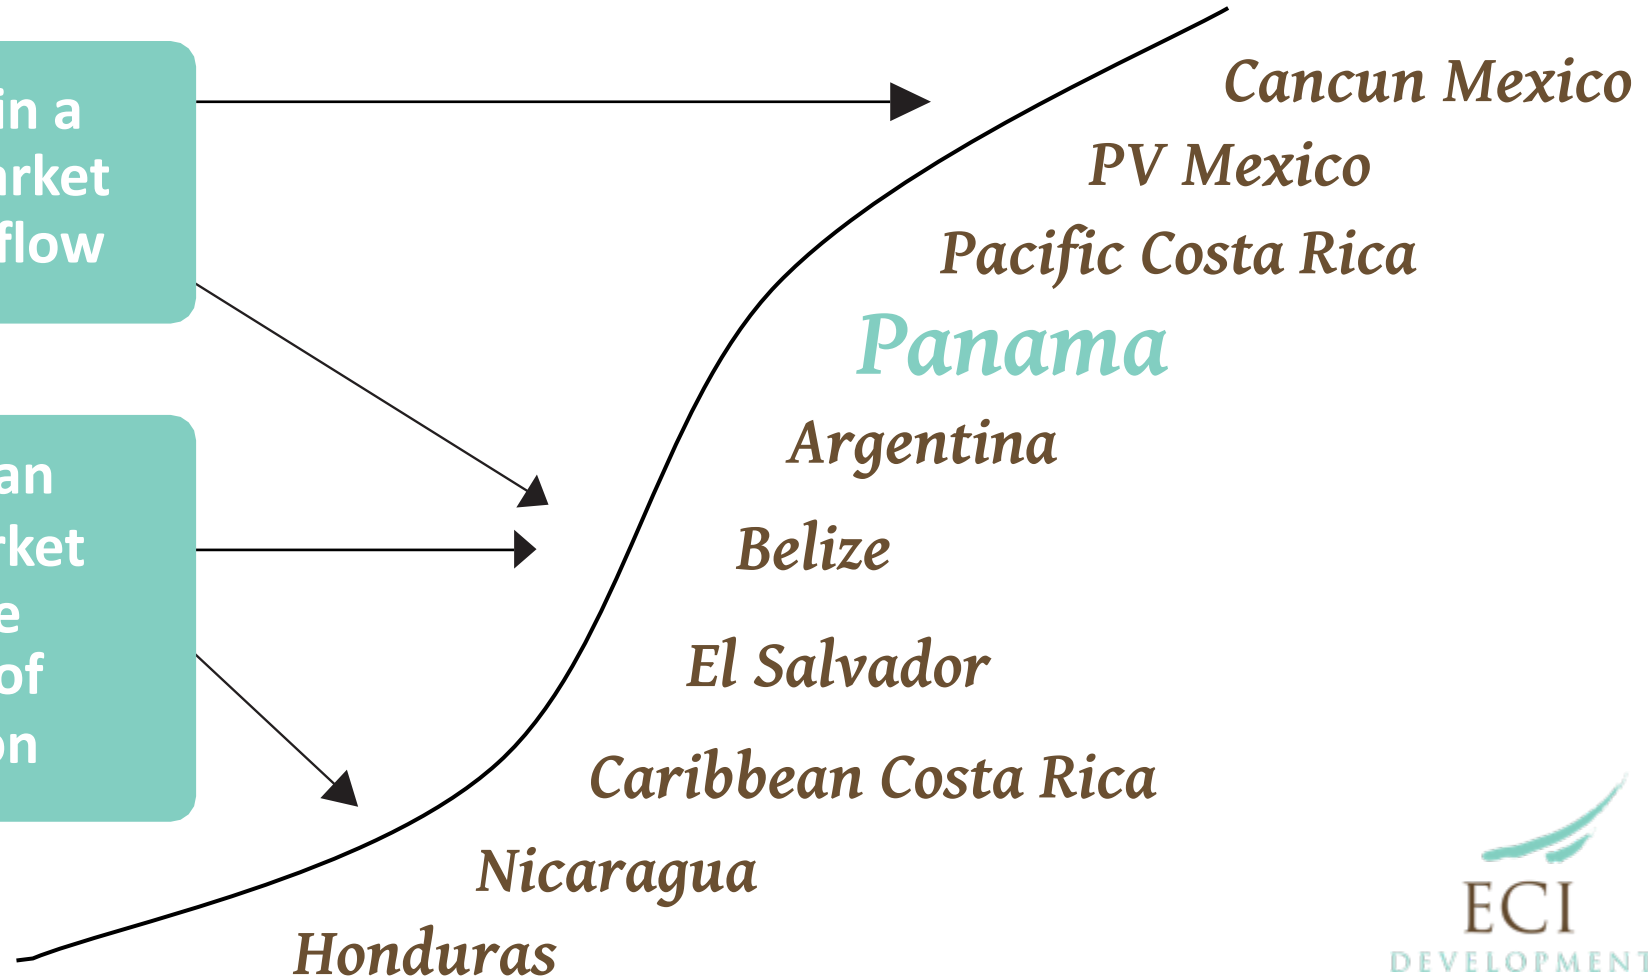 in a
rket
flow
an
rket
e
of
on
Cancun Mexico
PV Mexico
Pacific Costa Rica
Panama
Argentina
Belize
El Salvador
Caribbean Costa Rica
Nicaragua
Honduras
ECI
DEVELOPMENT